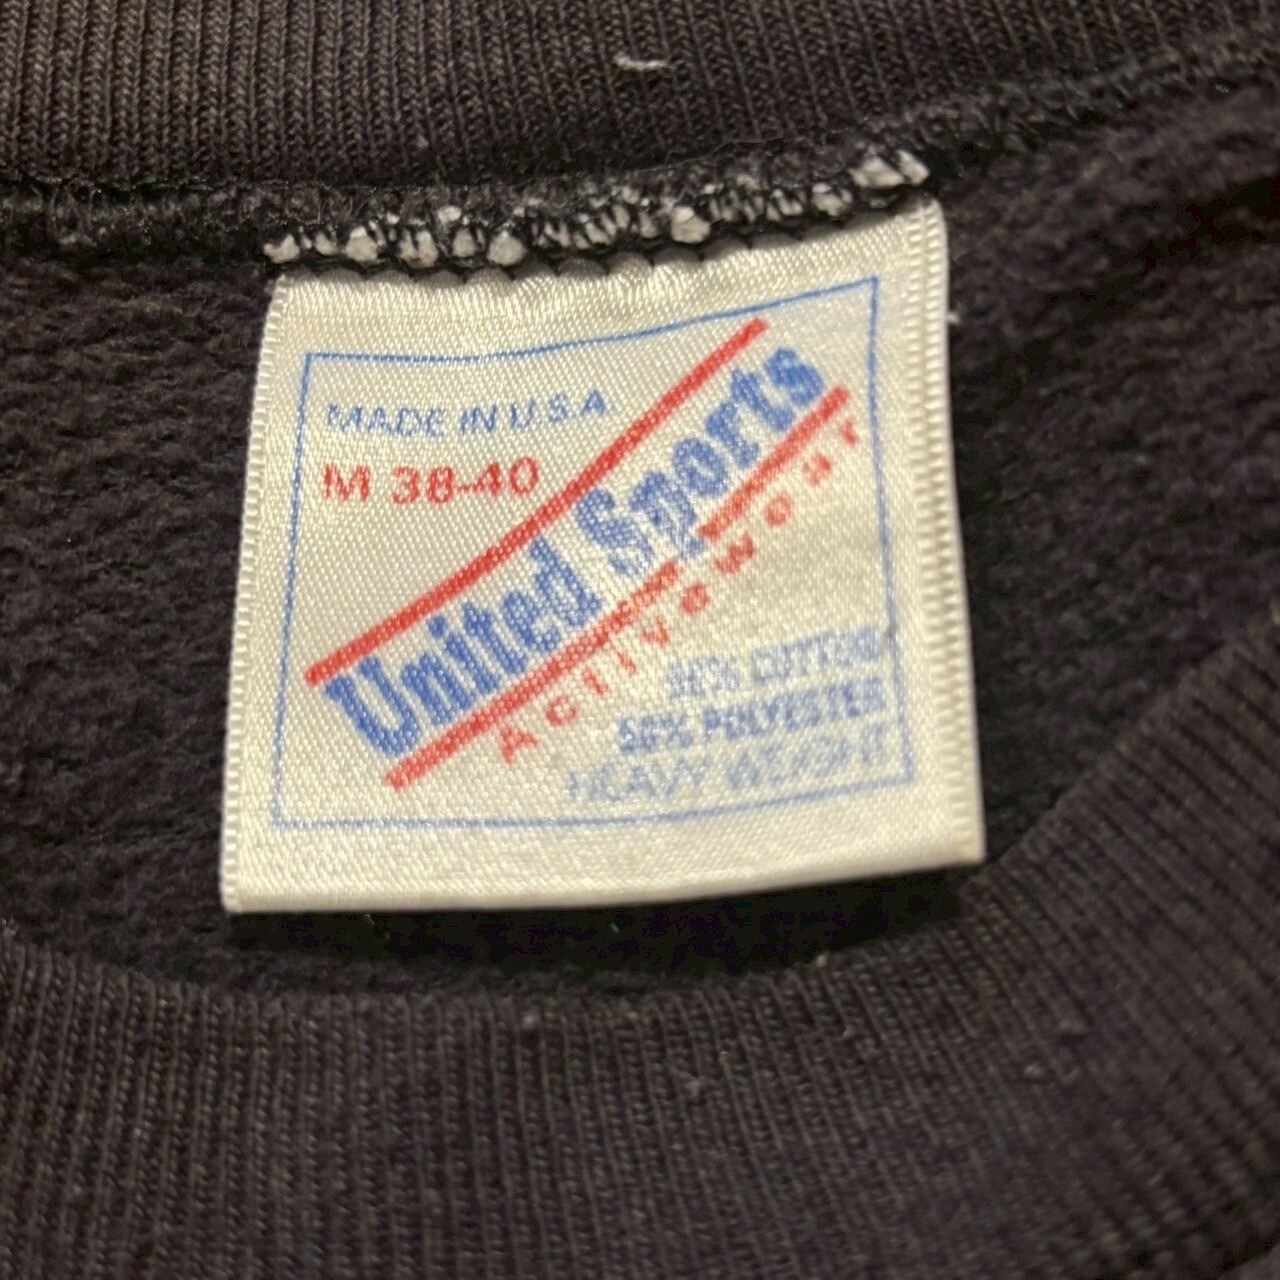 MADE IN U.S.A.
M 38-40
United Sports
ACTIVEWEAR
50% COTTON
50% POLYESTER
HEAVY WEIGHT